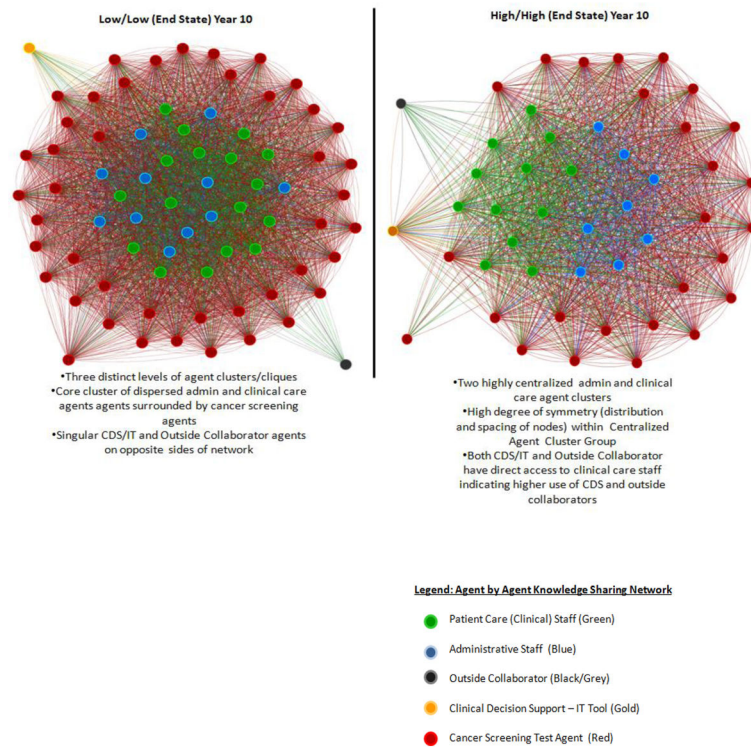 Low/Low (End State) Year 10
•Three distinct levels of agent clusters/cliques
•Core cluster of dispersed admin and clinical care
agents agents surrounded by cancer screening
agents
•Singular CDS/IT and Outside Collaborator agents
on opposite sides of network
High/High (End State) Year 10
•Two highly centralized admin and clinical
care agent clusters
•High degree of symmetry (distribution
and spacing of nodes) within Centralized
Agent Cluster Group
•Both CDS/IT and Outside Collaborator
have direct access to clinical care staff
indicating higher use of CDS and outside
collaborators
Legend: Agent by Agent Knowledge Sharing Network
Patient Care (Clinical) Staff (Green)
Administrative Staff (Blue)
Outside Collaborator (Black/Grey)
Clinical Decision Support – IT Tool (Gold)
Cancer Screening Test Agent (Red)